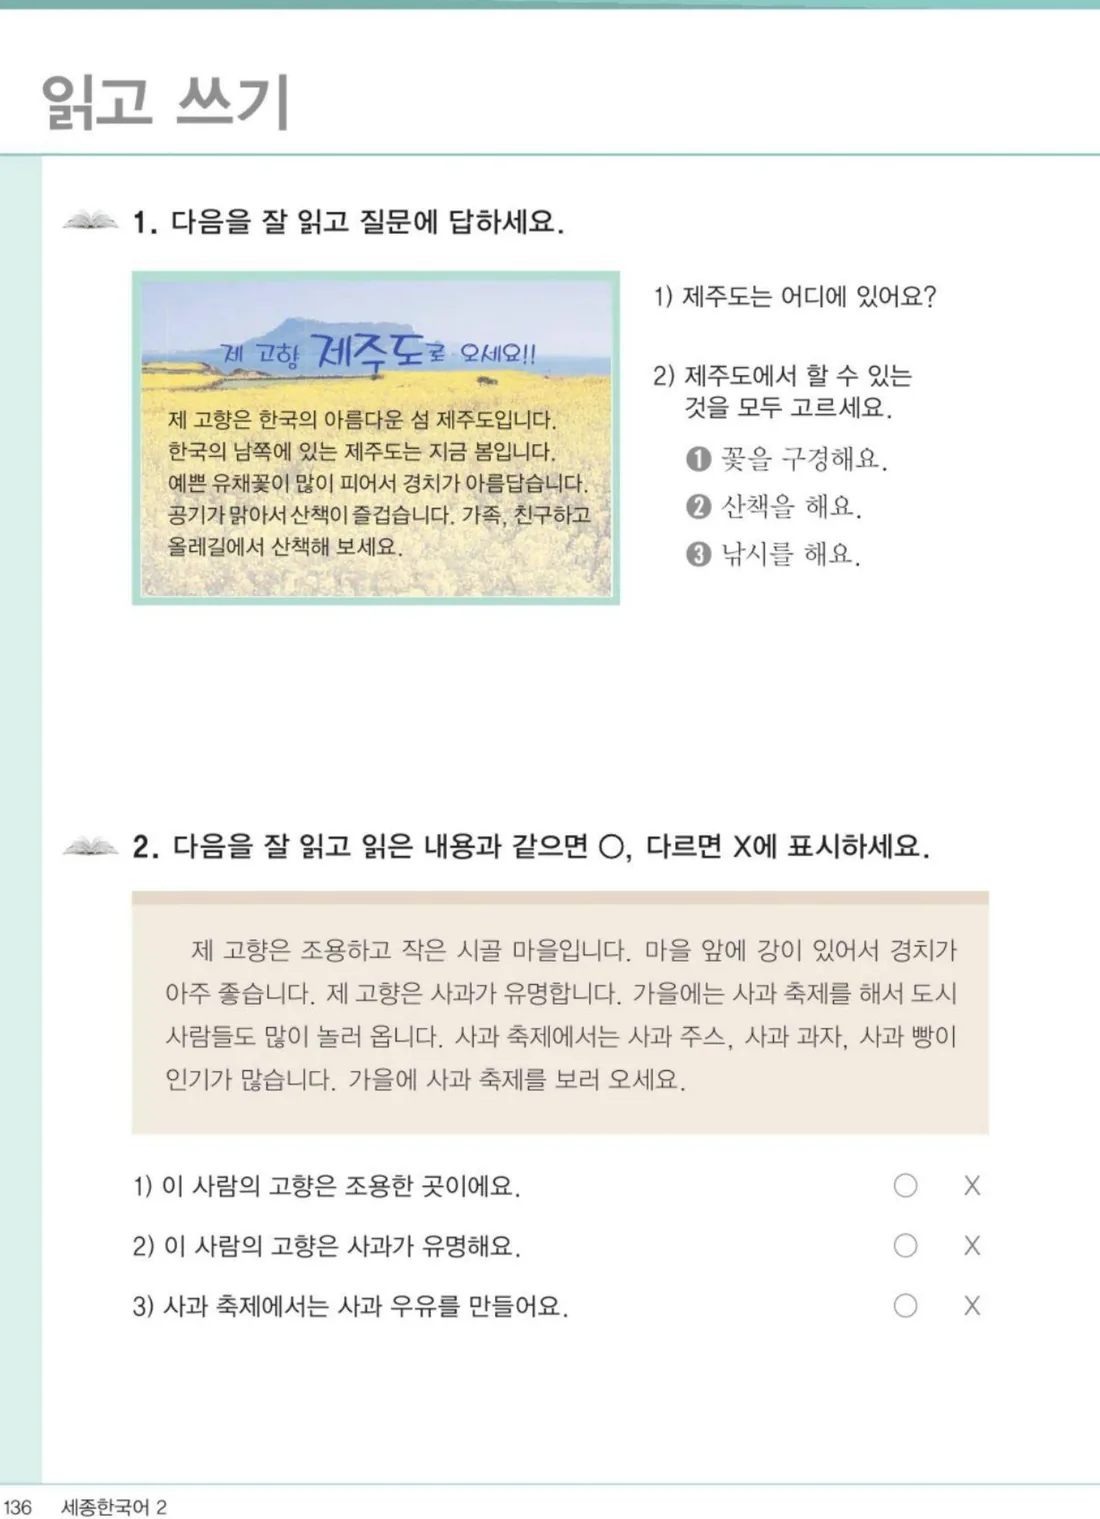 읽고 쓰기
1. 다음을 잘 읽고 질문에 답하세요.
제 고향 제주도로 오세요!!
제 고향은 한국의 아름다운 섬 제주도입니다.
한국의 남쪽에 있는 제주도는 지금 봄입니다.
예쁜 유채꽃이 많이 피어서 경치가 아름답습니다.
공기가 맑아서 산책이 즐겁습니다. 가족, 친구하고
올레길에서 산책해 보세요.
1) 제주도는 어디에 있어요?
2) 제주도에서 할 수 있는
것을 모두 고르세요.
❶ 꽃을 구경해요.
❷ 산책을 해요.
❸ 낚시를 해요.
2. 다음을 잘 읽고 읽은 내용과 같으면 ○, 다르면 X에 표시하세요.
제 고향은 조용하고 작은 시골 마을입니다. 마을 앞에 강이 있어서 경치가
아주 좋습니다. 제 고향은 사과가 유명합니다. 가을에는 사과 축제를 해서 도시
사람들도 많이 놀러 옵니다. 사과 축제에서는 사과 주스, 사과 과자, 사과 빵이
인기가 많습니다. 가을에 사과 축제를 보러 오세요.
1) 이 사람의 고향은 조용한 곳이에요. ○ X
2) 이 사람의 고향은 사과가 유명해요. ○ X
3) 사과 축제에서는 사과 우유를 만들어요. ○ X
136 세종한국어 2